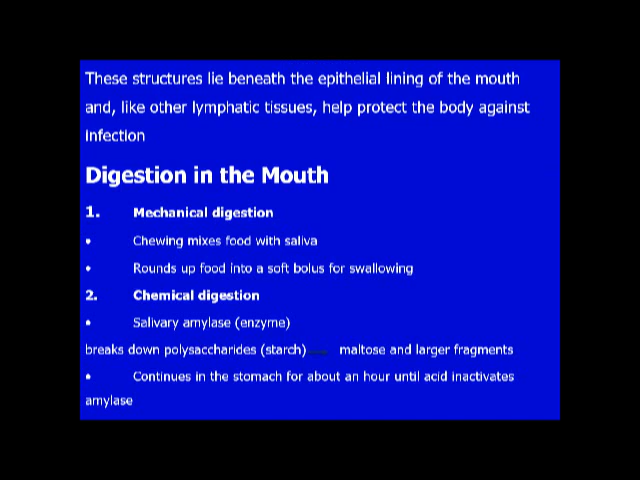 These structures lie beneath the epithelial lining of the mouth
and, like other lymphatic tissues, help protect the body against
infection
Digestion in the Mouth
1. Mechanical digestion
• Chewing mixes food with saliva
• Rounds up food into a soft bolus for swallowing
2. Chemical digestion
• Salivary amylase (enzyme)
breaks down polysaccharides (starch) maltose and larger fragments
• Continues in the stomach for about an hour until acid inactivates
amylase